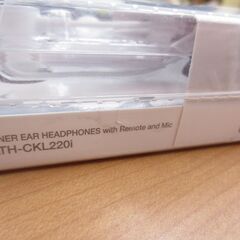 NER EAR HEADPHONES with Remote and Mic
TH-CKL220i